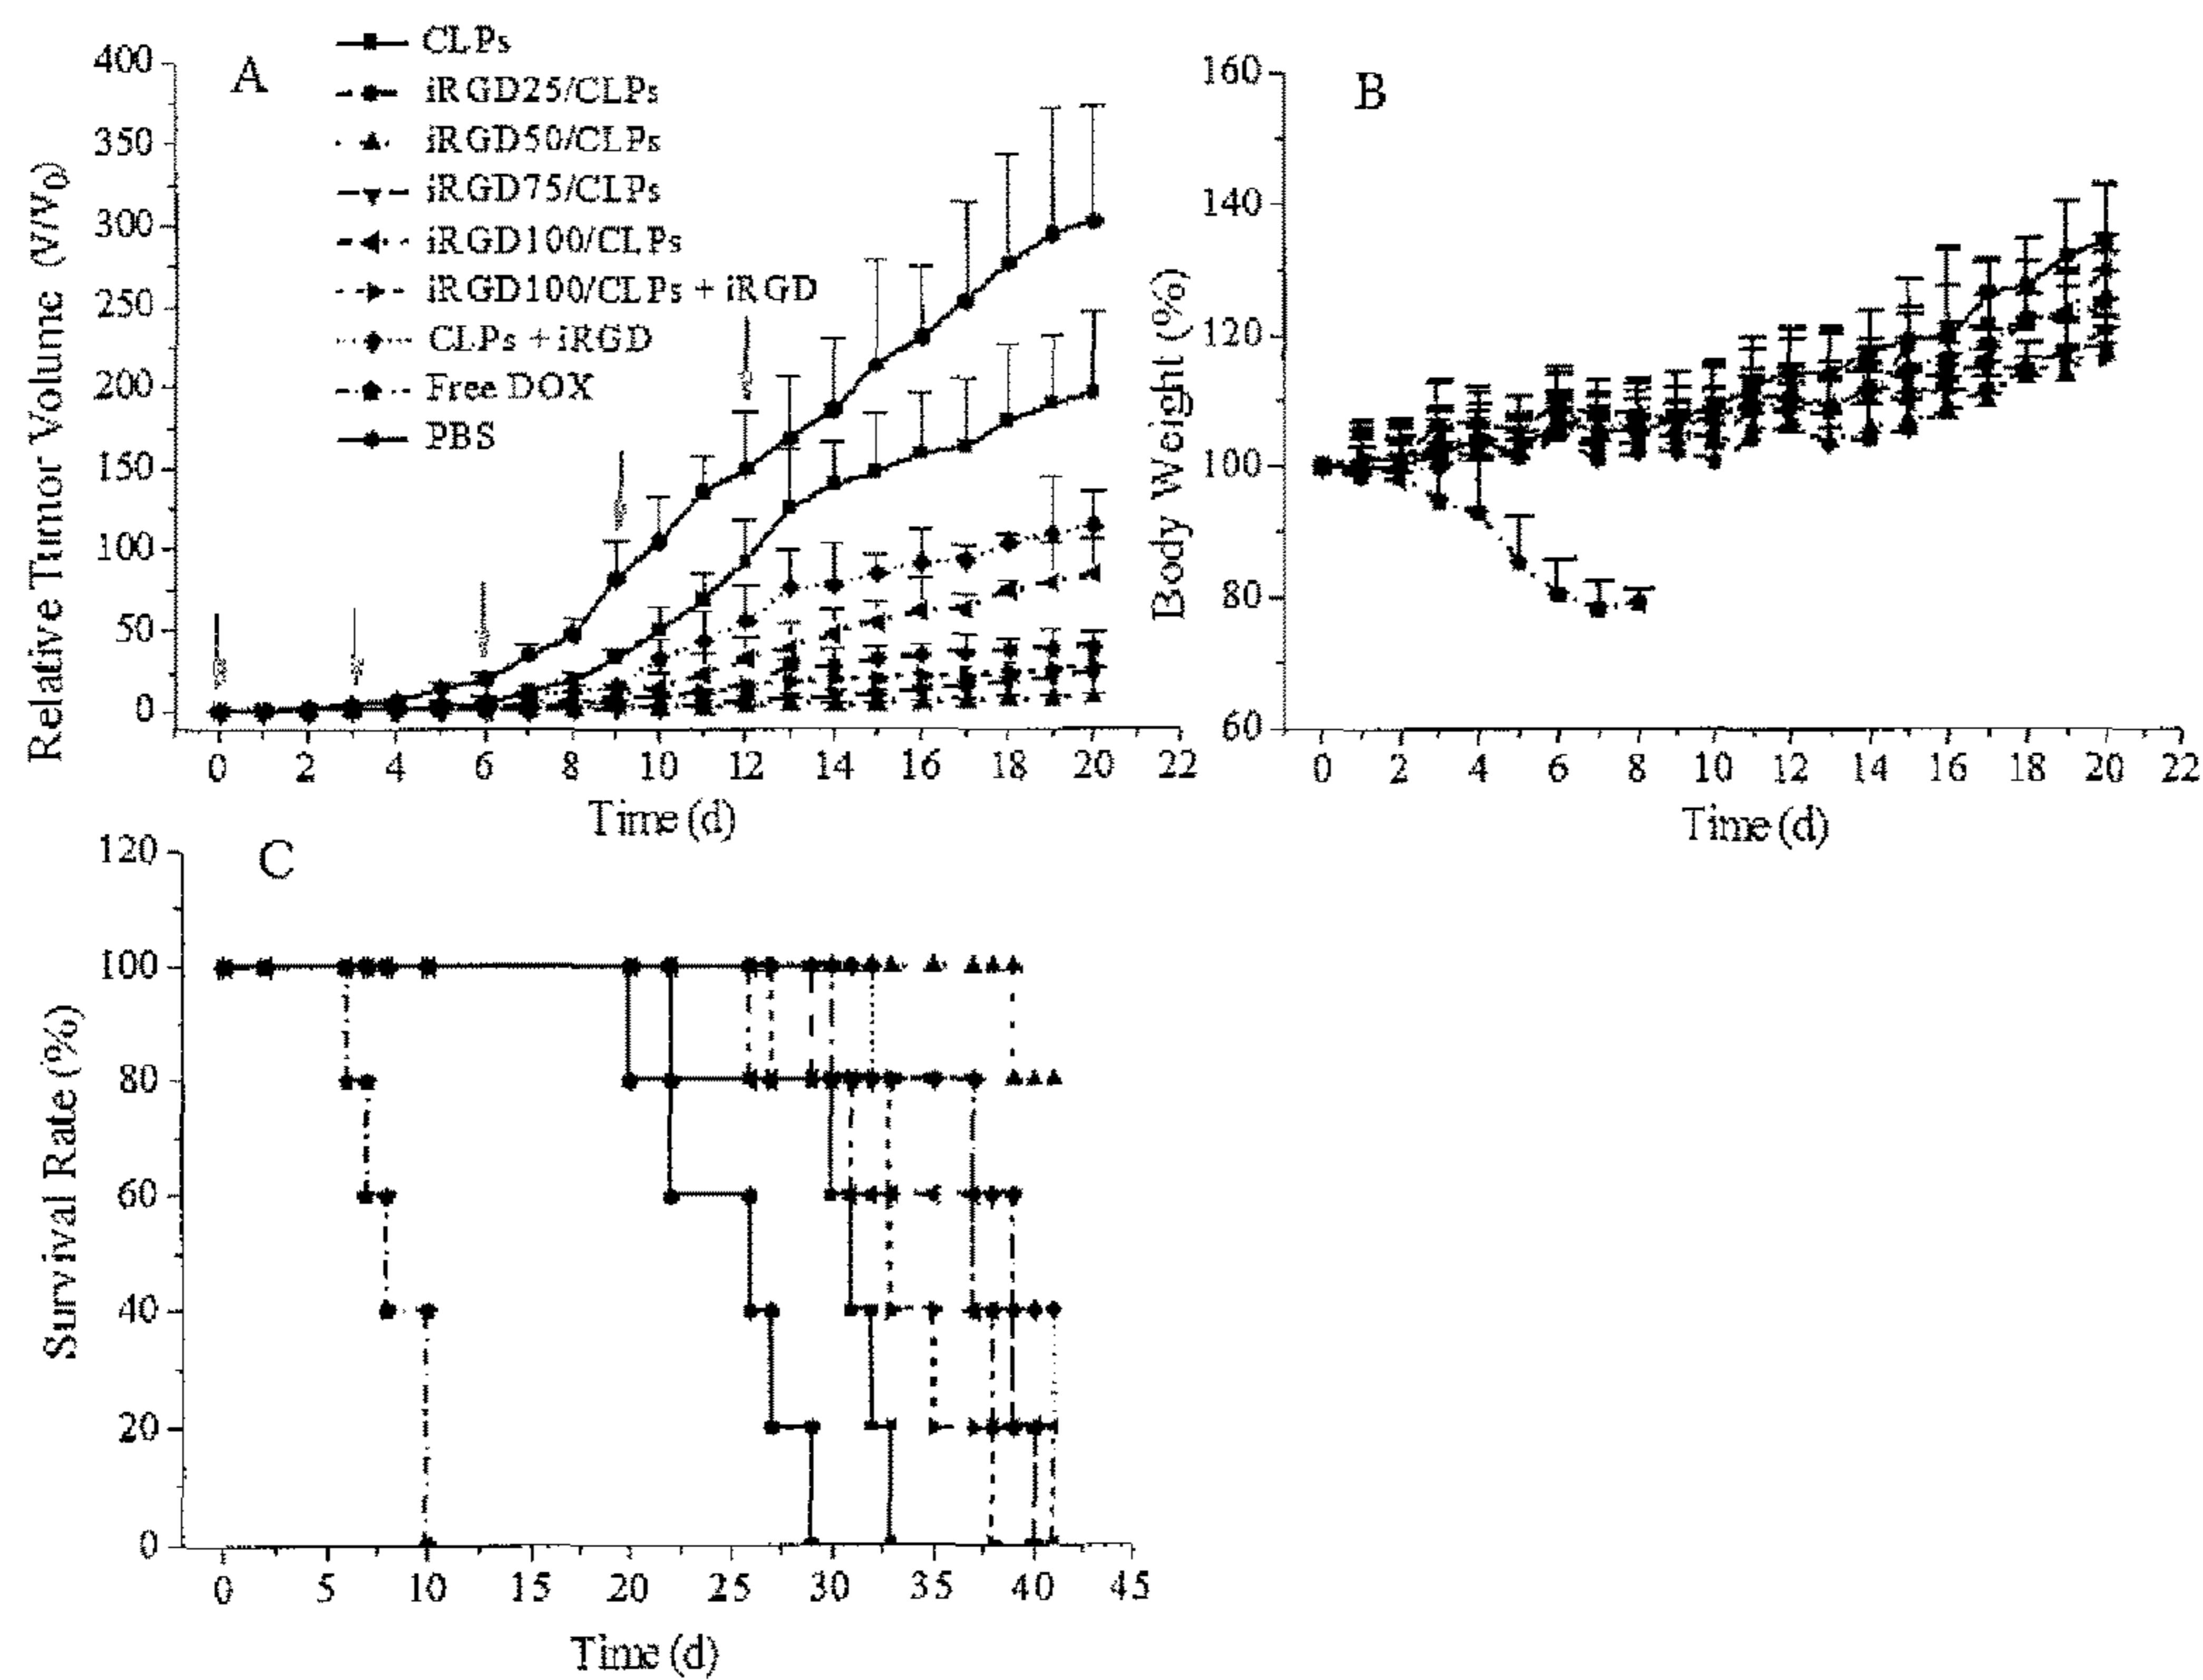 A
CLPs
iRGD25/CLPs
iRGD50/CLPs
iRGD75/CLPs
iRGD100/CLPs
iRGD100/CLPs + iRGD
CLPs + iRGD
Free DOX
PBS
Relative Tumor Volume (V/V0)
400
350
300
250
200
150
100
50
0
0 2 4 6 8 10 12 14 16 18 20 22
Time (d)
B
Body Weight (%)
160
140
120
100
80
60
0 2 4 6 8 10 12 14 16 18 20 22
Time (d)
C
Survival Rate (%)
120
100
80
60
40
20
0
0 5 10 15 20 25 30 35 40 45
Time (d)